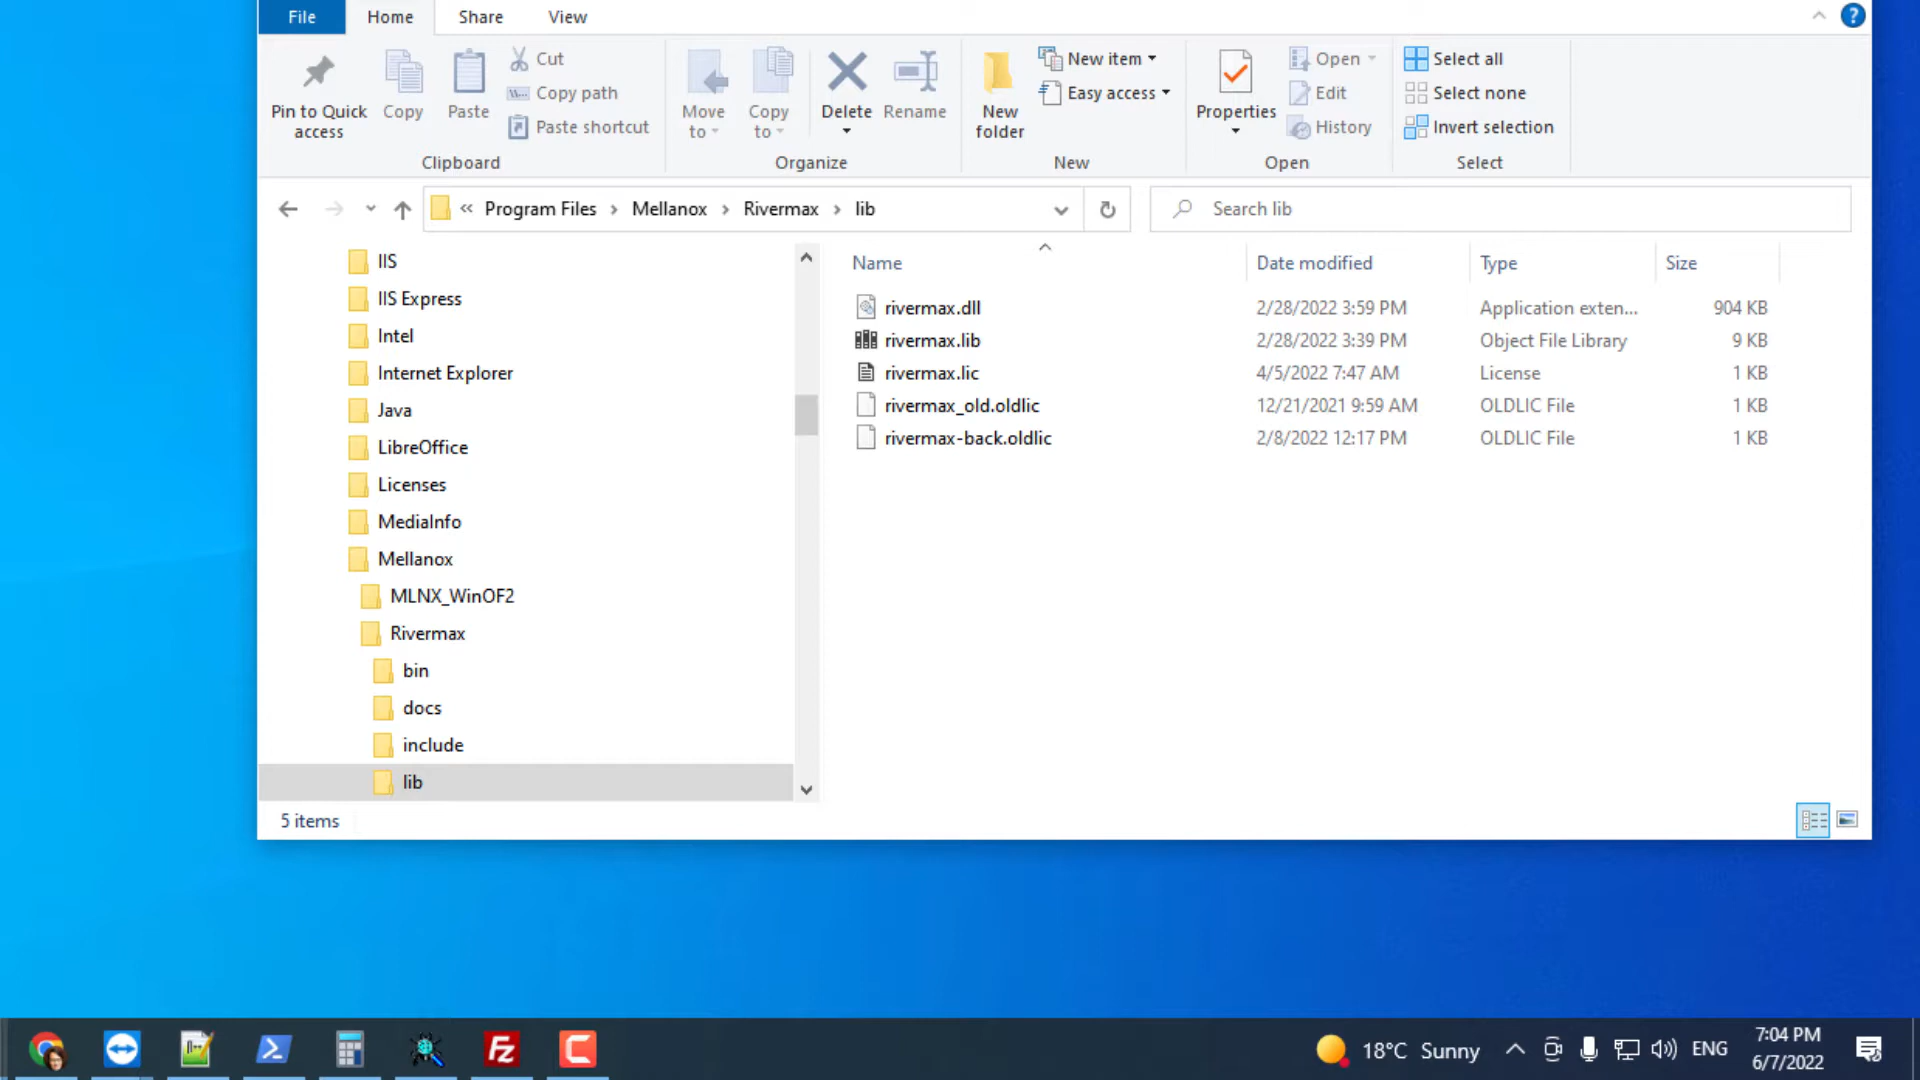 File Home Share View
Pin to Quick access
Copy
Paste
Cut
Copy path
Paste shortcut
Clipboard
Move to
Copy to
Delete
Rename
Organize
New folder
New item
Easy access
New
Properties
Open
Edit
History
Open
Select all
Select none
Invert selection
Select
« Program Files › Mellanox › Rivermax › lib
Search lib
IIS
IIS Express
Intel
Internet Explorer
Java
LibreOffice
Licenses
MediaInfo
Mellanox
MLNX_WinOF2
Rivermax
bin
docs
include
lib
Name Date modified Type Size
rivermax.dll 2/28/2022 3:59 PM Application exten... 904 KB
rivermax.lib 2/28/2022 3:39 PM Object File Library 9 KB
rivermax.lic 4/5/2022 7:47 AM License 1 KB
rivermax_old.oldlic 12/21/2021 9:59 AM OLDLIC File 1 KB
rivermax-back.oldlic 2/8/2022 12:17 PM OLDLIC File 1 KB
5 items
18°C Sunny
ENG
7:04 PM
6/7/2022